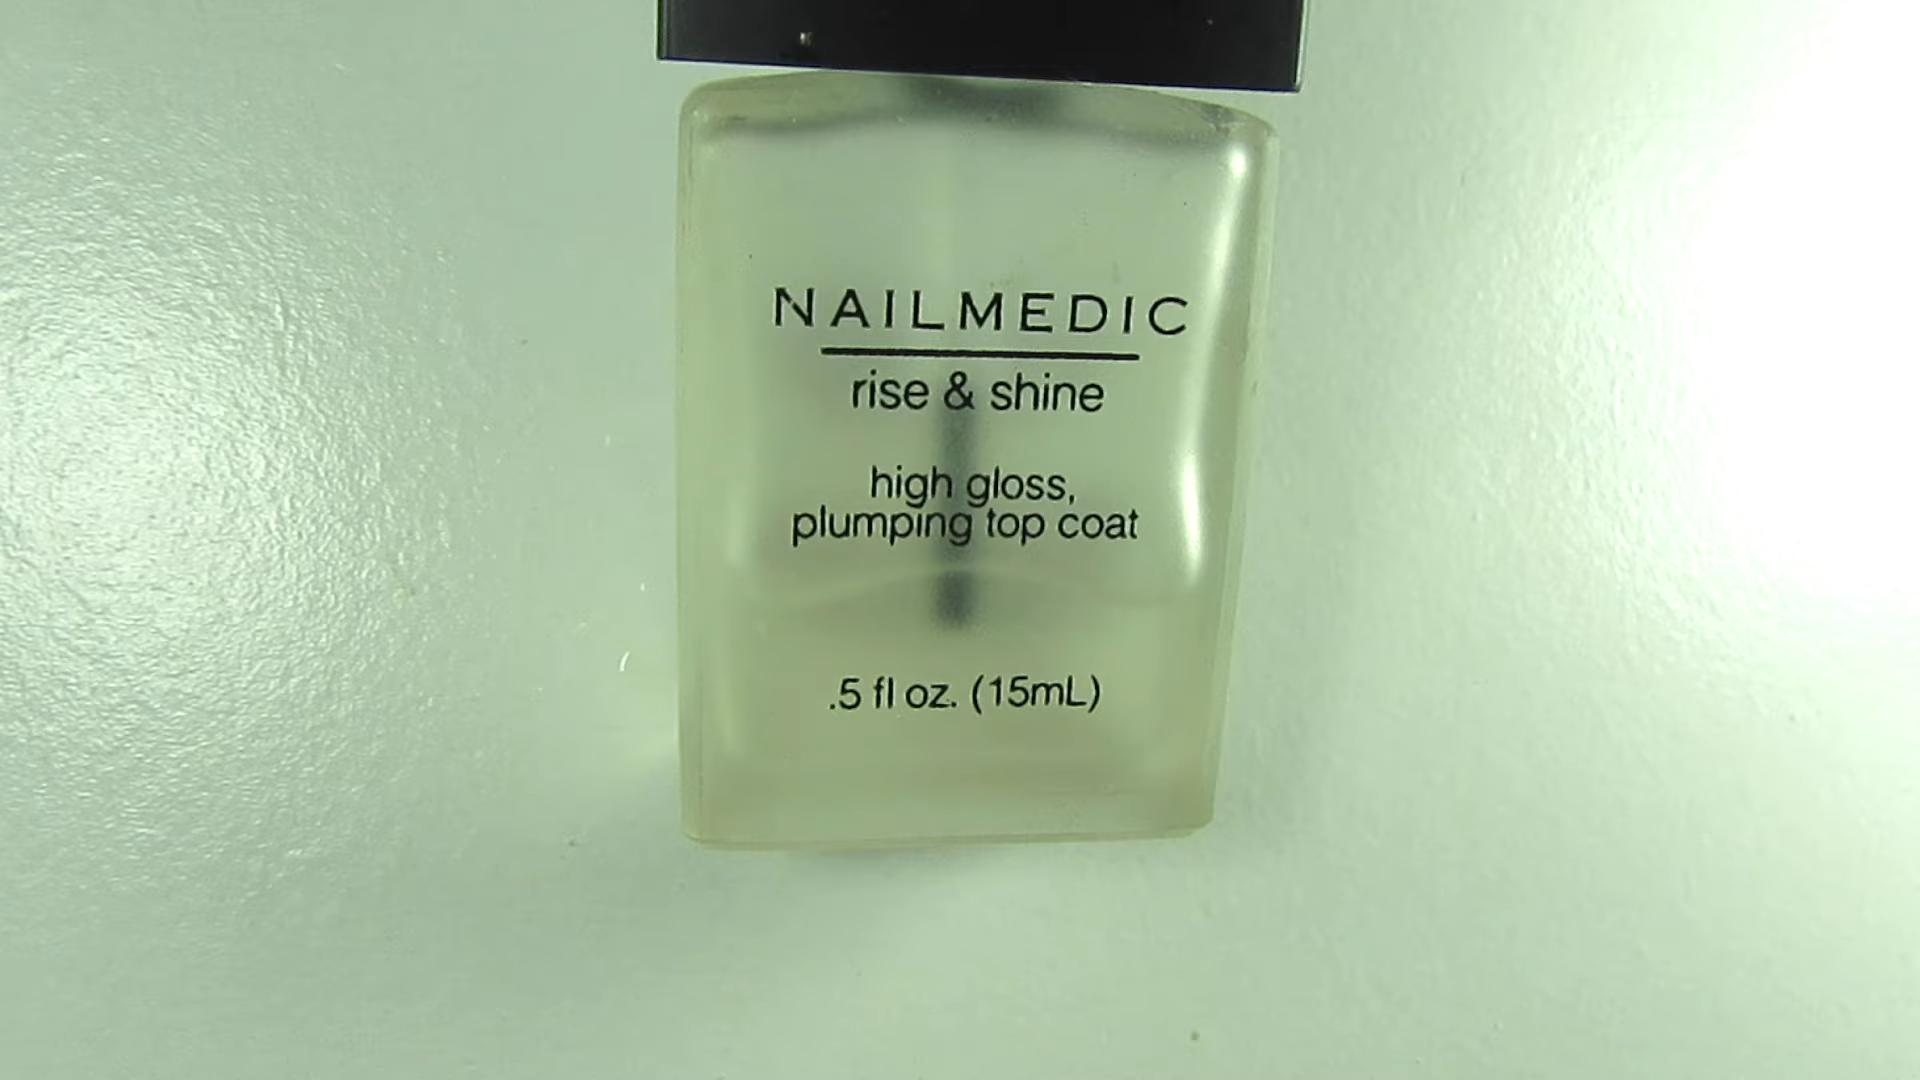 NAILMEDIC
rise & shine
high gloss,
plumping top coat
.5 fl oz. (15mL)